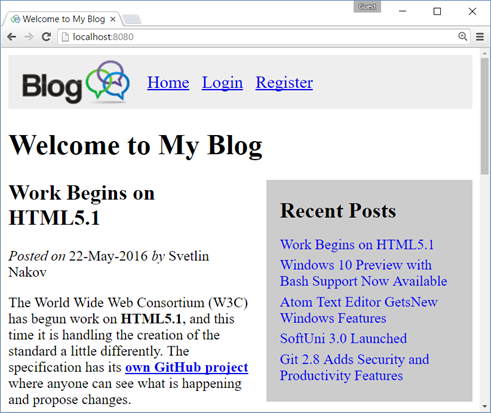 Guest
Welcome to My Blog
localhost:8080
Blog Home Login Register
Welcome to My Blog
Work Begins on
HTML5.1
Posted on 22-May-2016 by Svetlin
Nakov
The World Wide Web Consortium (W3C)
has begun work on HTML5.1, and this
time it is handling the creation of the
standard a little differently. The
specification has its own GitHub project
where anyone can see what is happening
and propose changes.
Recent Posts
Work Begins on HTML5.1
Windows 10 Preview with
Bash Support Now Available
Atom Text Editor GetsNew
Windows Features
SoftUni 3.0 Launched
Git 2.8 Adds Security and
Productivity Features